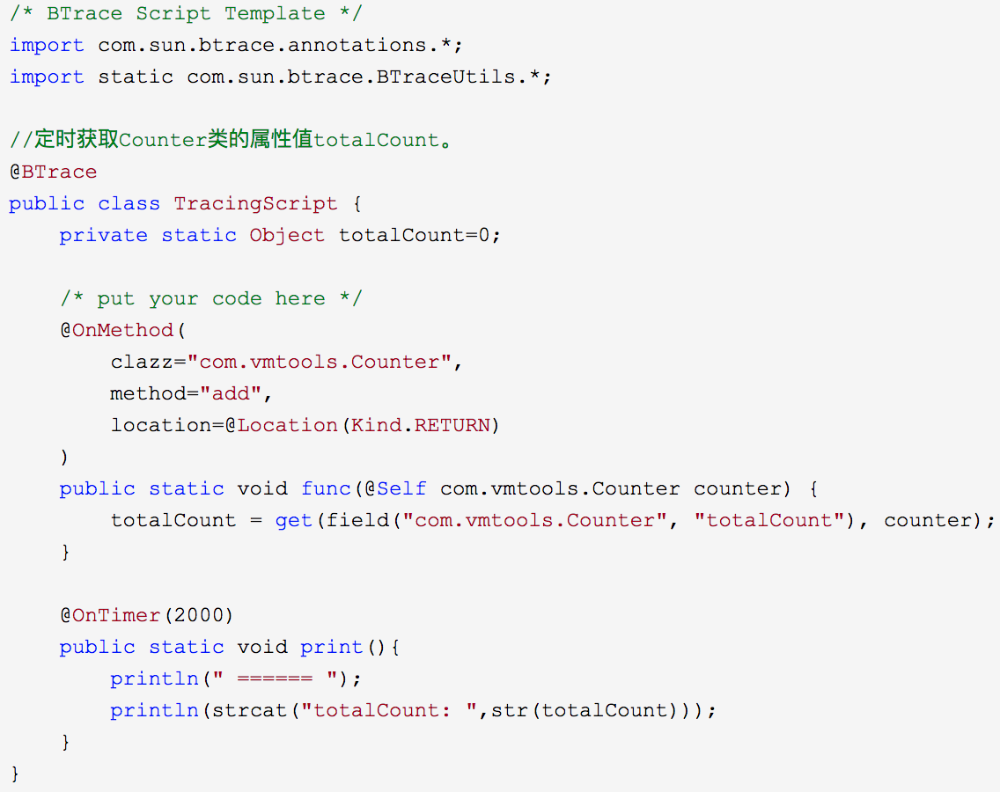 /* BTrace Script Template */
import com.sun.btrace.annotations.*;
import static com.sun.btrace.BTraceUtils.*;

//定时获取Counter类的属性值totalCount。
@BTrace
public class TracingScript {
    private static Object totalCount=0;

    /* put your code here */
    @OnMethod(
        clazz="com.vmtools.Counter",
        method="add",
        location=@Location(Kind.RETURN)
    )
    public static void func(@Self com.vmtools.Counter counter) {
        totalCount = get(field("com.vmtools.Counter", "totalCount"), counter);
    }

    @OnTimer(2000)
    public static void print(){
        println(" ====== ");
        println(strcat("totalCount: ",str(totalCount)));
    }
}